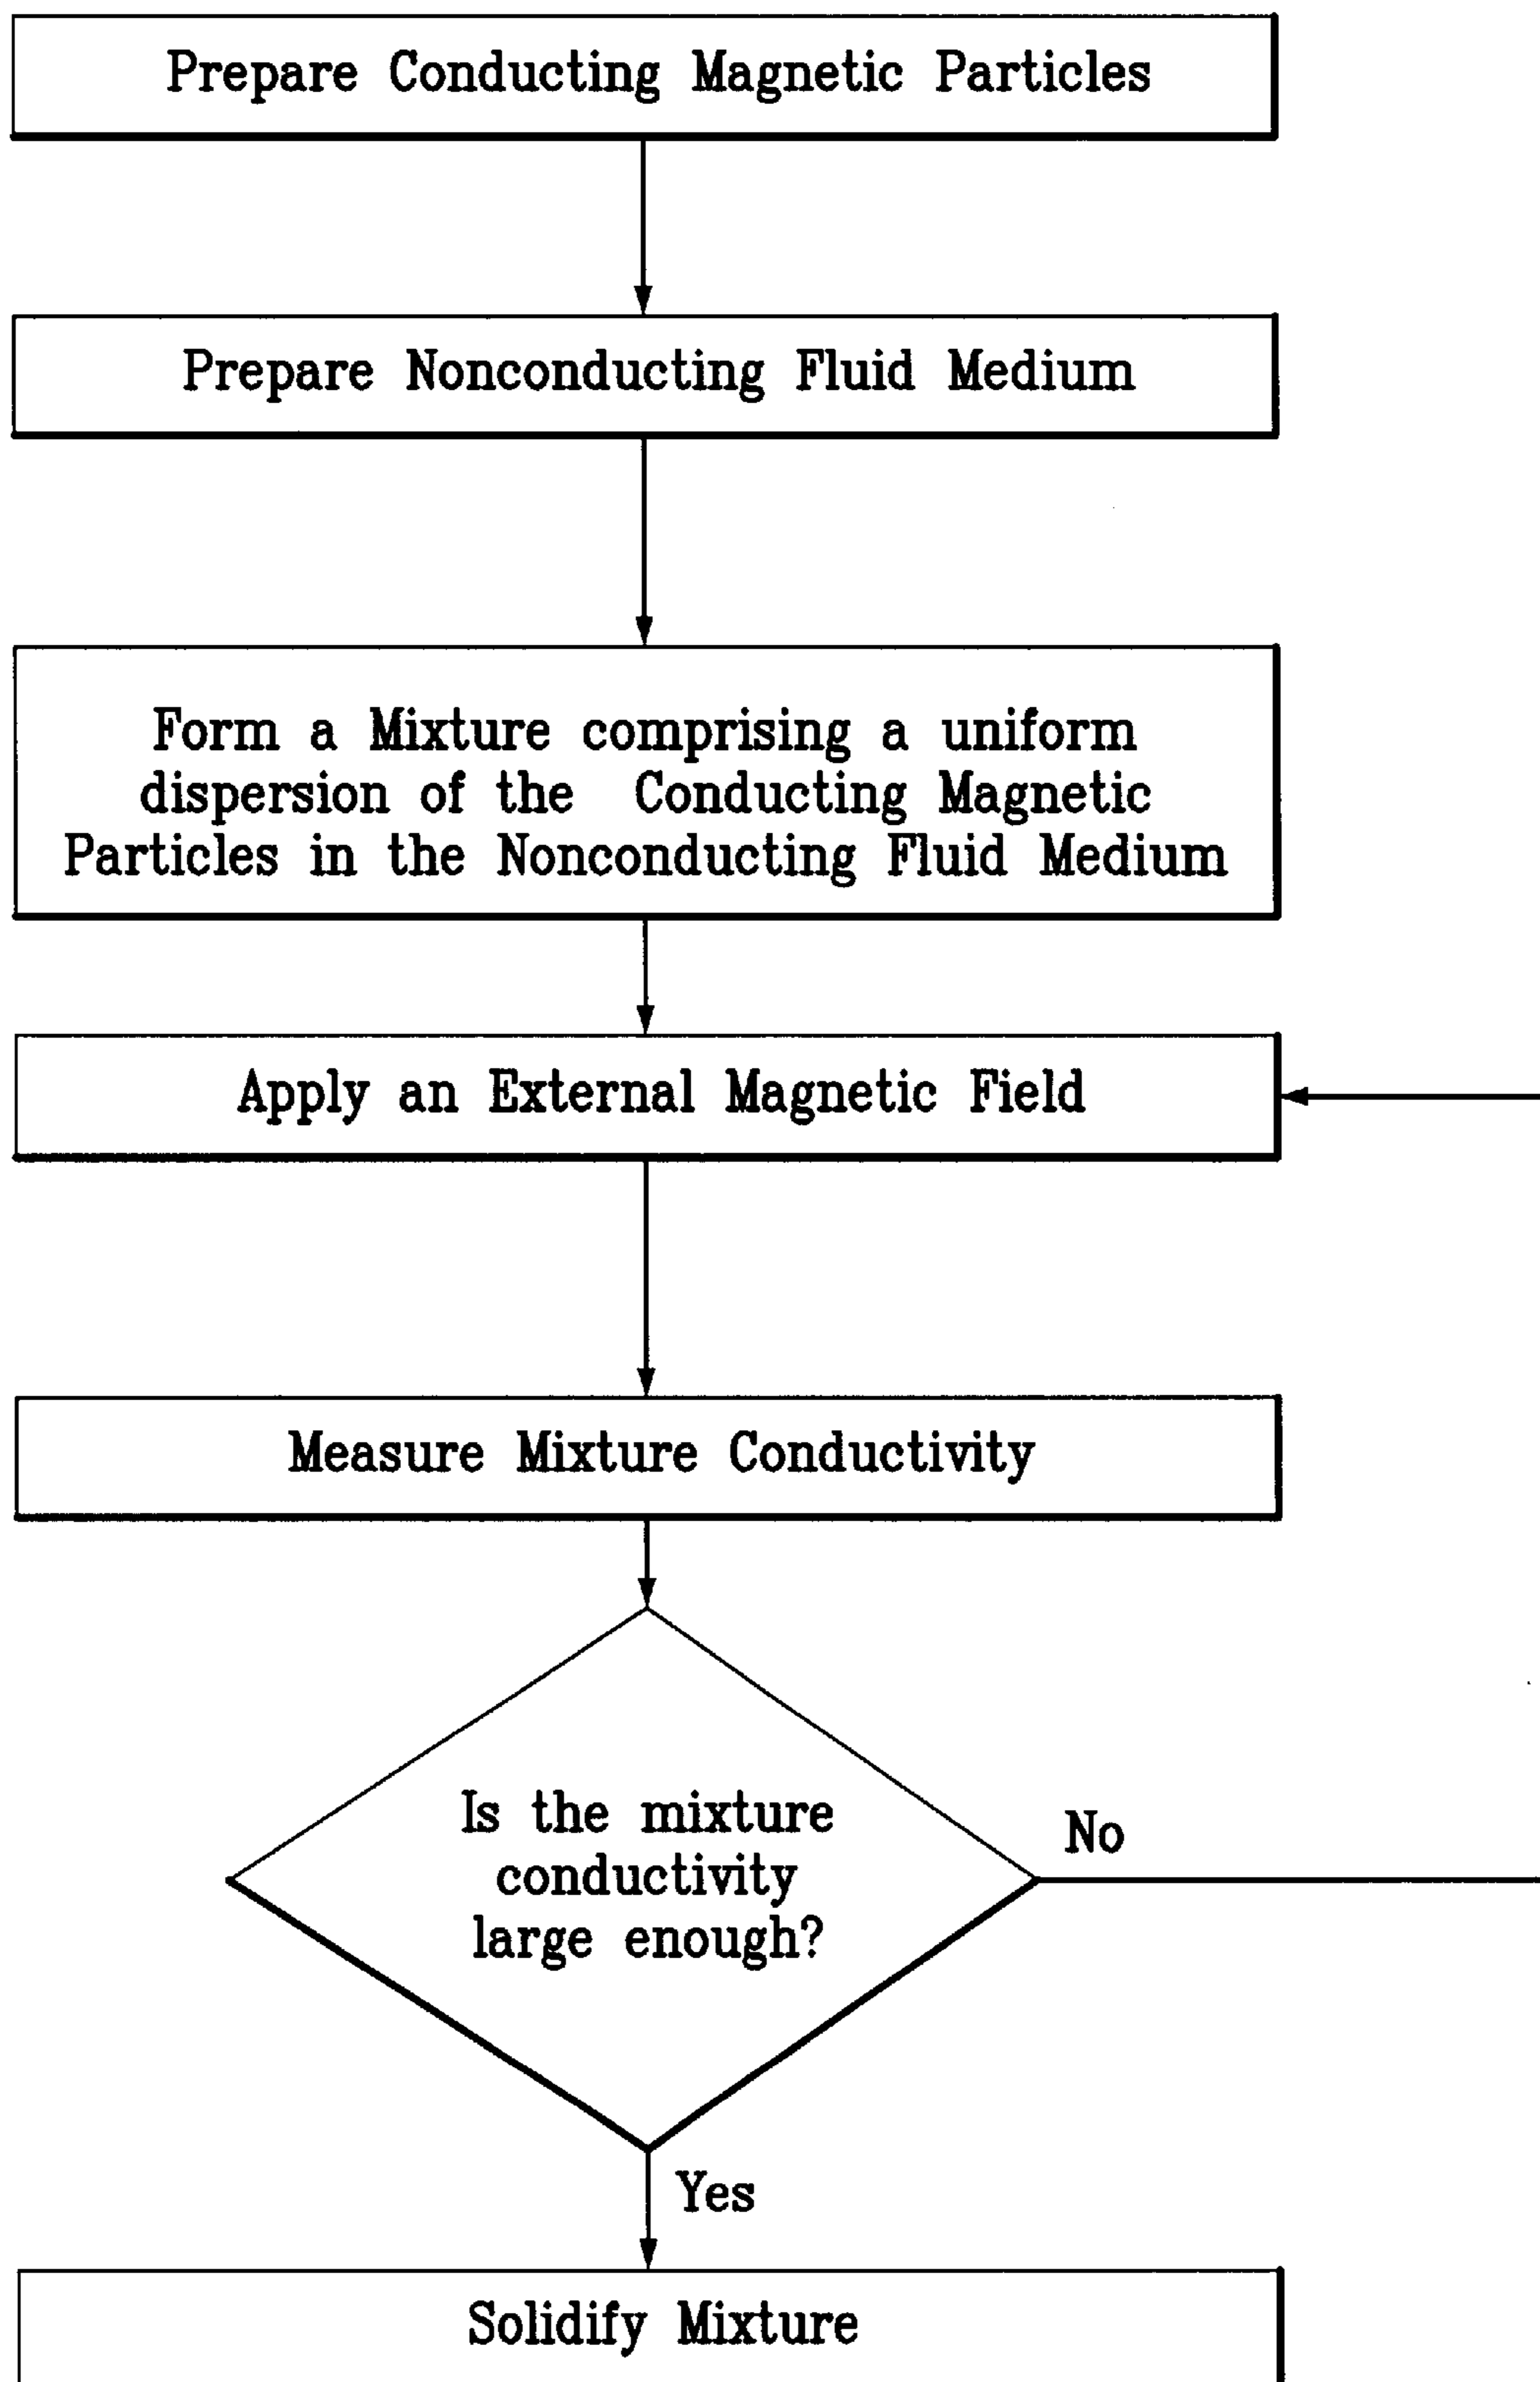 Prepare Conducting Magnetic Particles
Prepare Nonconducting Fluid Medium
Form a Mixture comprising a uniform
dispersion of the Conducting Magnetic
Particles in the Nonconducting Fluid Medium
Apply an External Magnetic Field
Measure Mixture Conductivity
Is the mixture
conductivity
large enough?
No
Yes
Solidify Mixture